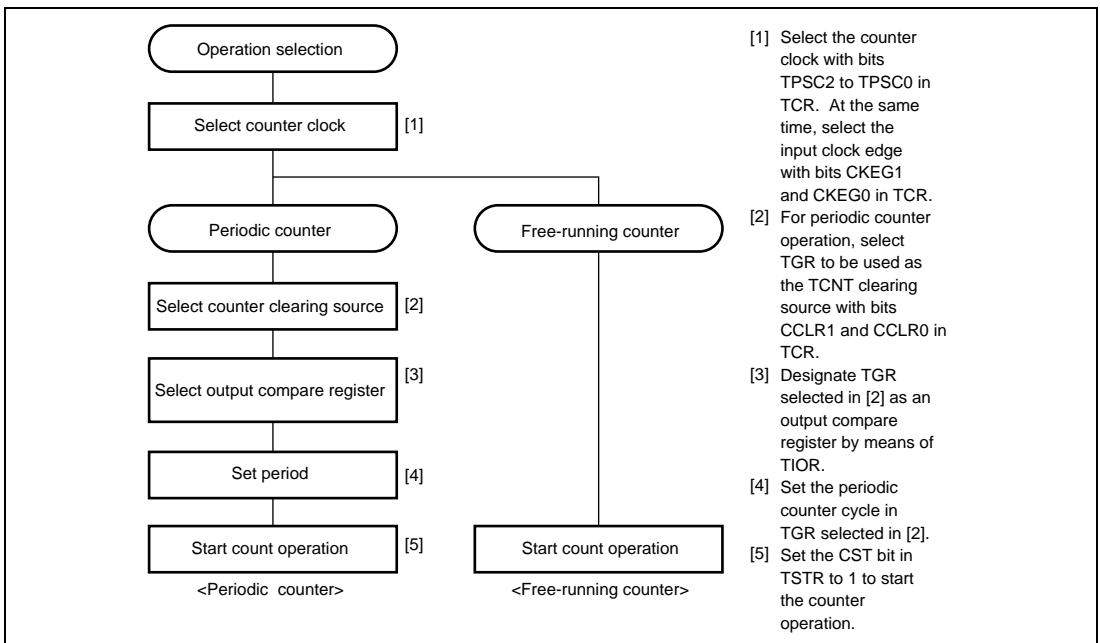 Operation selection
Select counter clock
[1]
Periodic counter
Free-running counter
Select counter clearing source
[2]
Select output compare register
[3]
Set period
[4]
Start count operation
[5]
Start count operation
<Periodic counter>
<Free-running counter>
[1] Select the counter
clock with bits
TPSC2 to TPSC0 in
TCR. At the same
time, select the
input clock edge
with bits CKEG1
and CKEG0 in TCR.
[2] For periodic counter
operation, select
TGR to be used as
the TCNT clearing
source with bits
CCLR1 and CCLR0 in
TCR.
[3] Designate TGR
selected in [2] as an
output compare
register by means of
TIOR.
[4] Set the periodic
counter cycle in
TGR selected in [2].
[5] Set the CST bit in
TSTR to 1 to start
the counter
operation.